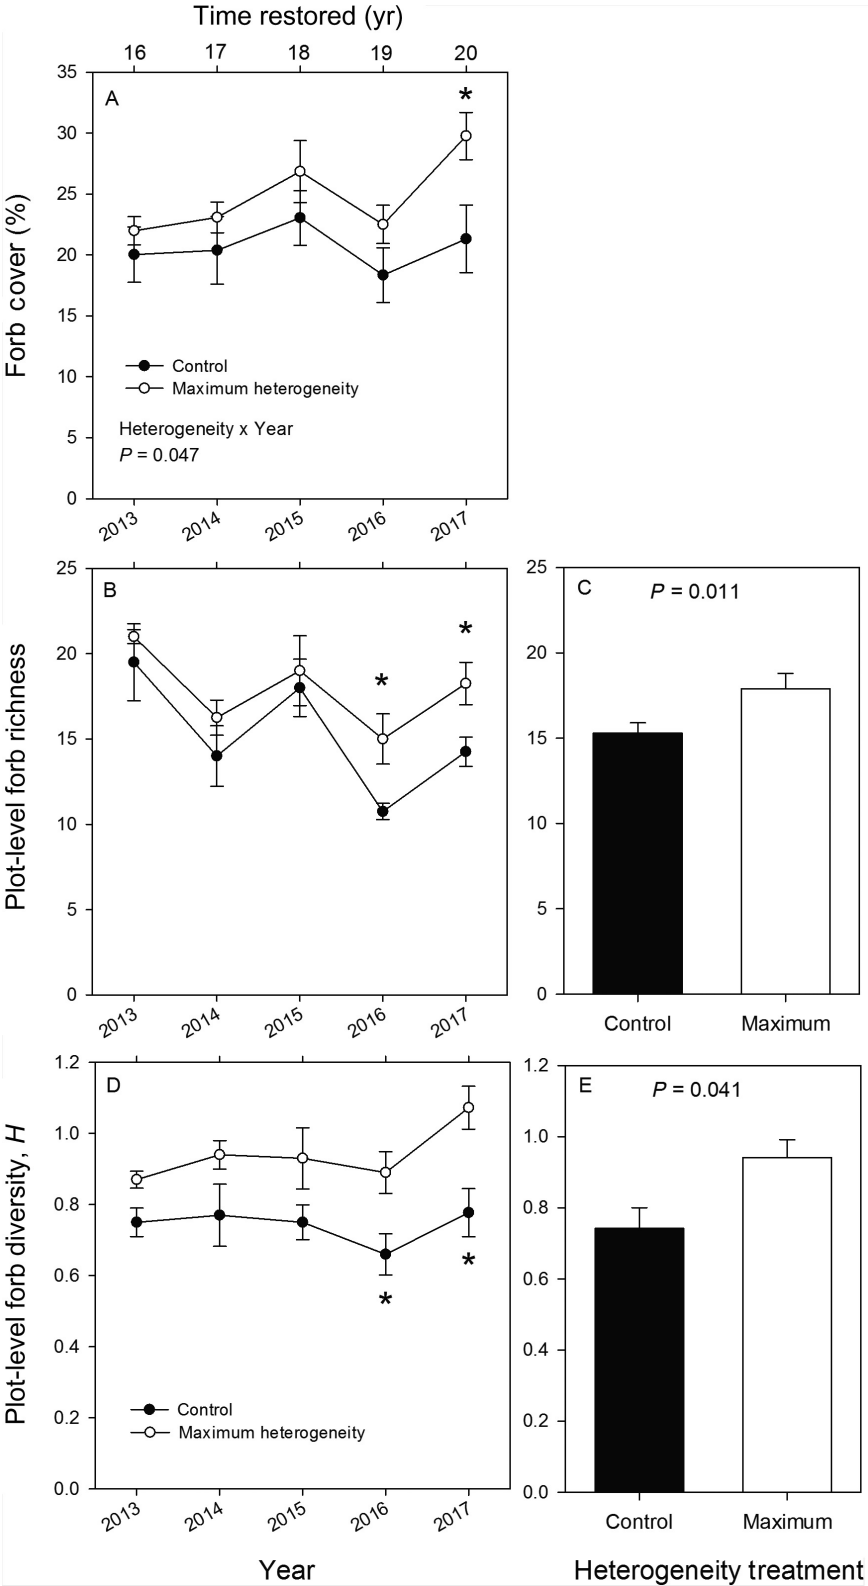 Time restored (yr)
16 17 18 19 20
Forb cover (%)
35
30
25
20
15
10
5
0
A
*
Control
Maximum heterogeneity
Heterogeneity x Year
P = 0.047
2013 2014 2015 2016 2017
Plot-level forb richness
25
20
15
10
5
0
B
*
*
2013 2014 2015 2016 2017
25
20
15
10
5
0
C
P = 0.011
Control Maximum
Plot-level forb diversity, H
1.2
1.0
0.8
0.6
0.4
0.2
0.0
D
*
*
Control
Maximum heterogeneity
2013 2014 2015 2016 2017
Year
1.2
1.0
0.8
0.6
0.4
0.2
0.0
E
P = 0.041
Control Maximum
Heterogeneity treatment